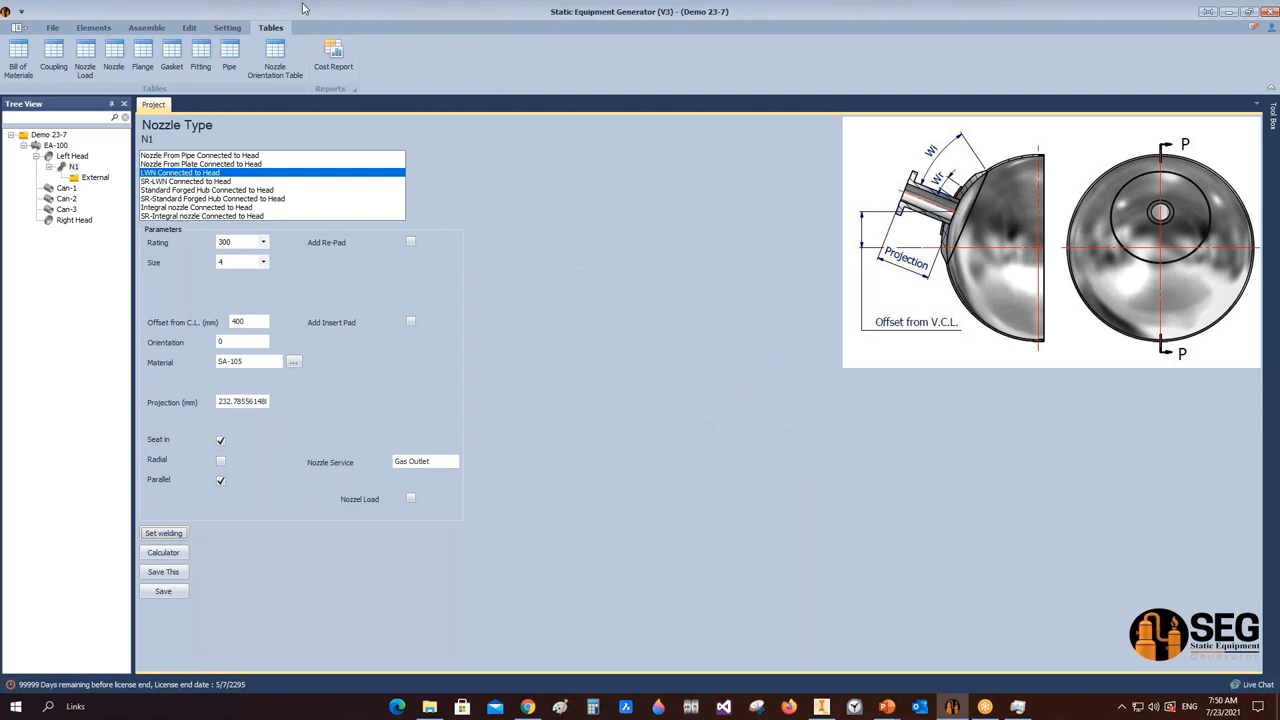 Static Equipment Generator (V3) - (Demo 23-7)
File Elements Assemble Edit Setting Tables
Bill of Materials
Coupling
Nozzle Load
Nozzle
Flange
Gasket
Fitting
Pipe
Nozzle Orientation Table
Cost Report
Tables
Reports
Tree View
Demo 23-7
EA-100
Left Head
N1
External
Can-1
Can-2
Can-3
Right Head
Project
Tool Box
Nozzle Type
N1
Nozzle From Pipe Connected to Head
Nozzle From Plate Connected to Head
LWN Connected to Head
SR-LWN Connected to Head
Standard Forged Hub Connected to Head
SR-Standard Forged Hub Connected to Head
Integral nozzle Connected to Head
SR-Integral nozzle Connected to Head
Parameters
Rating 300 Add Re-Pad
Size 4
Offset from C.L. (mm) 400 Add Insert Pad
Orientation 0
Material SA-105 ...
Projection (mm) 232.78556148
Seat in
Radial
Nozzle Service Gas Outlet
Parallel
Nozzel Load
Set welding
Calculator
Save This
Save
Wi
Wr
Projection
Offset from V.C.L.
P
P
SEG
Static Equipment
Generator
99999 Days remaining before license end, License end date : 5/7/2295
Live Chat
Links
7:50 AM
7/23/2021